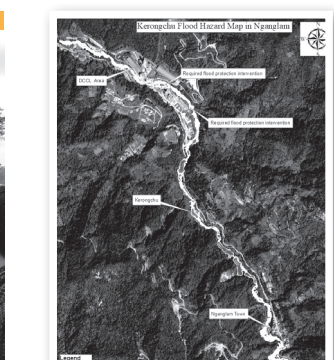 Kerongchu Flood Hazard Map in Nganglam
Required flood protection intervention
DCCL Area
Required flood protection intervention
Kerongchu
Nganglam Town
Legend